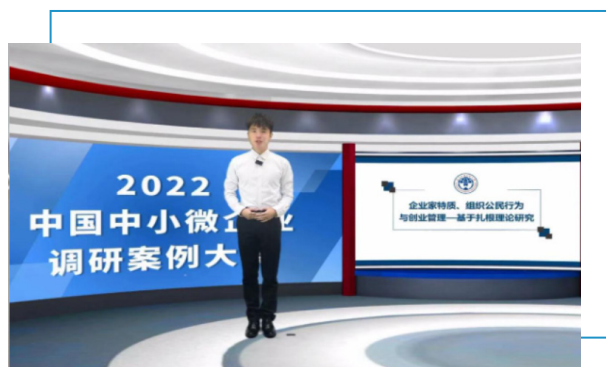 2022
中国中小微企业
调研案例大
企业家特质、组织公民行为
与创业管理—基于扎根理论研究